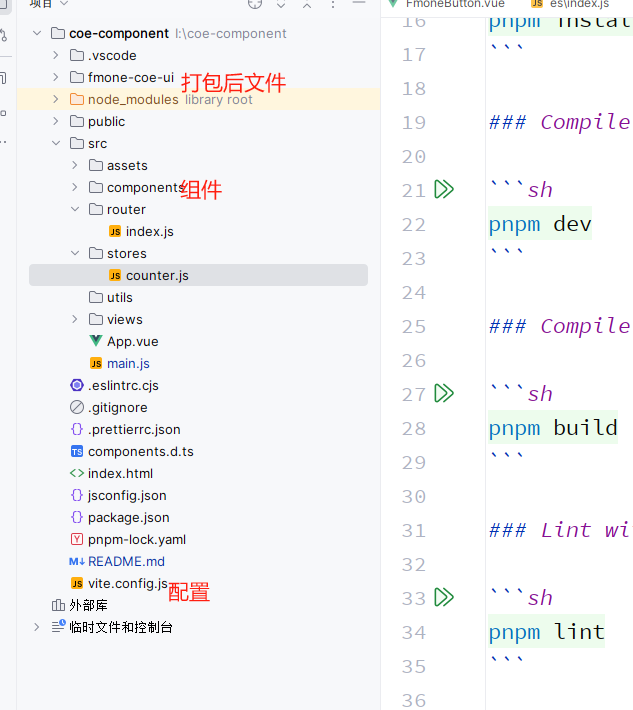 项目
FmoneButton.vue
es\index.js
coe-component I:\coe-component
.vscode
fmone-coe-ui 打包后文件
node_modules library root
public
src
assets
components 组件
router
index.js
stores
counter.js
utils
views
App.vue
main.js
.eslintrc.cjs
.gitignore
.prettierrc.json
components.d.ts
index.html
jsconfig.json
package.json
pnpm-lock.yaml
README.md
vite.config.js 配置
外部库
临时文件和控制台
16 pnpm instal
17 ```
18
19 ### Compile
20
21 ```sh
22 pnpm dev
23 ```
24
25 ### Compile
26
27 ```sh
28 pnpm build
29 ```
30
31 ### Lint wi
32
33 ```sh
34 pnpm lint
35 ```
36